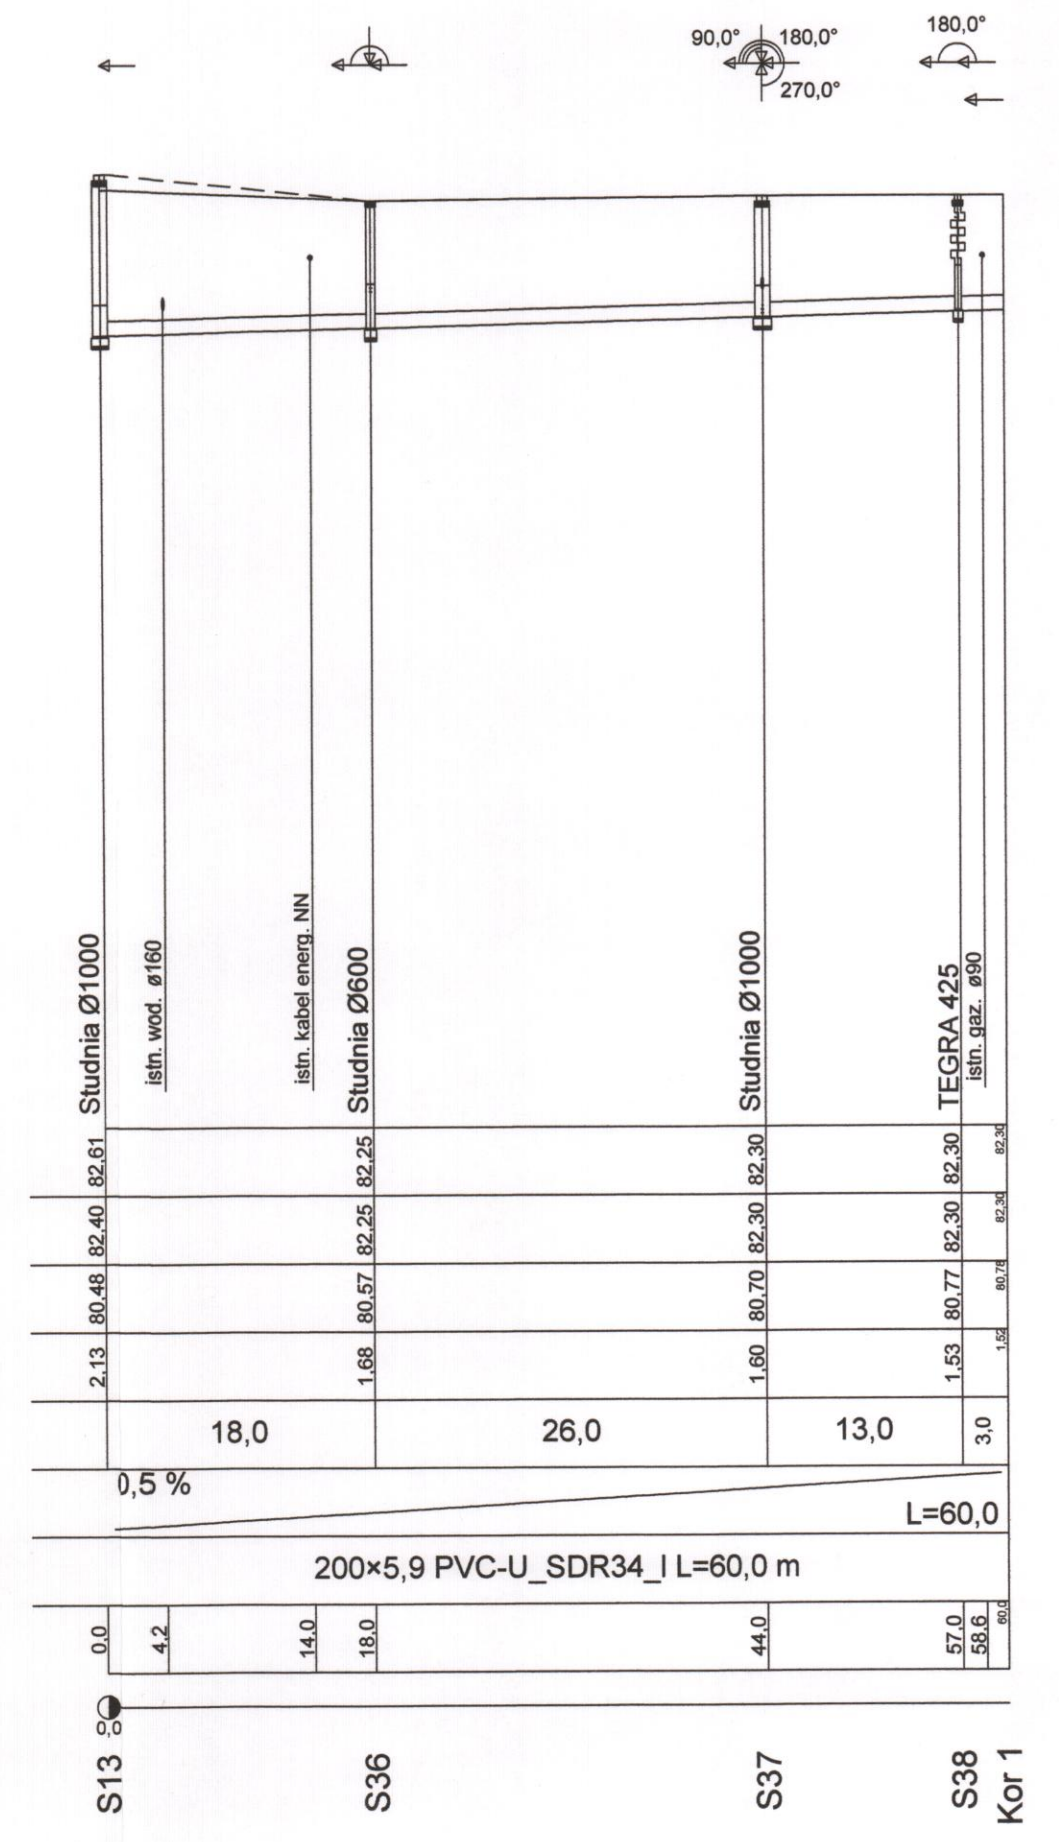 90,0°
180,0°
270,0°
180,0°
Studnia Ø1000
istn. wod. ø160
istn. kabel energ. NN
Studnia Ø600
Studnia Ø1000
TEGRA 425
istn. gaz. ø90
82,61
82,25
82,30
82,30
82,30
82,40
82,25
82,30
82,30
82,30
80,48
80,57
80,70
80,77
80,78
2,13
1,68
1,60
1,53
1,52
18,0
26,0
13,0
3,0
0,5 %
L=60,0
200×5,9 PVC-U_SDR34_I L=60,0 m
0,0
4,2
14,0
18,0
44,0
57,0
58,6
60,0
0,0
S13
S36
S37
S38
Kor 1